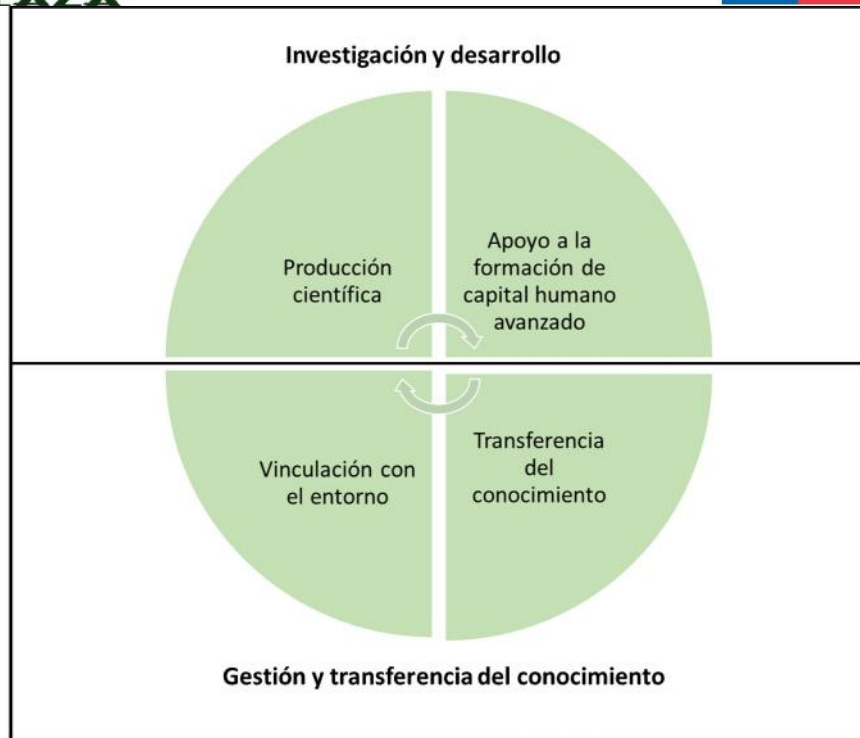 Investigación y desarrollo
Producción
científica
Apoyo a la
formación de
capital humano
avanzado
Vinculación con
el entorno
Transferencia
del
conocimiento
Gestión y transferencia del conocimiento